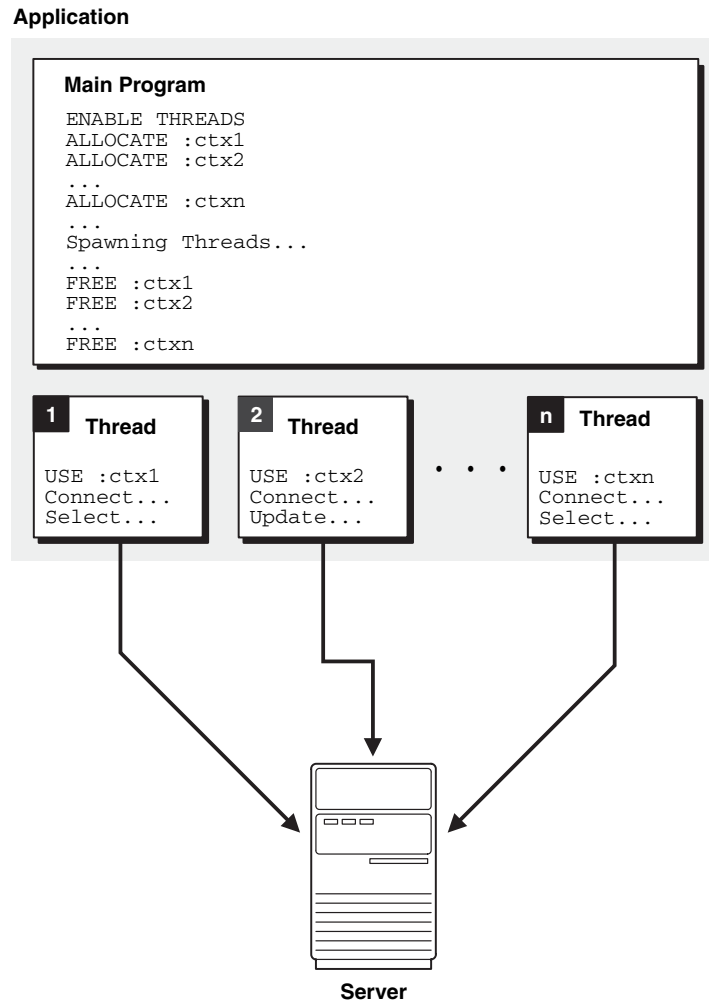 Application
Main Program
ENABLE THREADS
ALLOCATE :ctx1
ALLOCATE :ctx2
...
ALLOCATE :ctxn
...
Spawning Threads...
...
FREE :ctx1
FREE :ctx2
...
FREE :ctxn
1
Thread
USE :ctx1
Connect...
Select...
2
Thread
USE :ctx2
Connect...
Update...
. . .
n
Thread
USE :ctxn
Connect...
Select...
Server